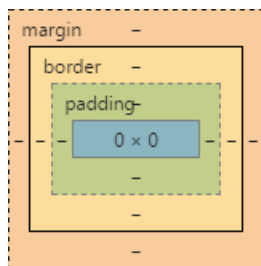 margin –
border –
padding–
– – – 0 × 0 – – –
–
–
–